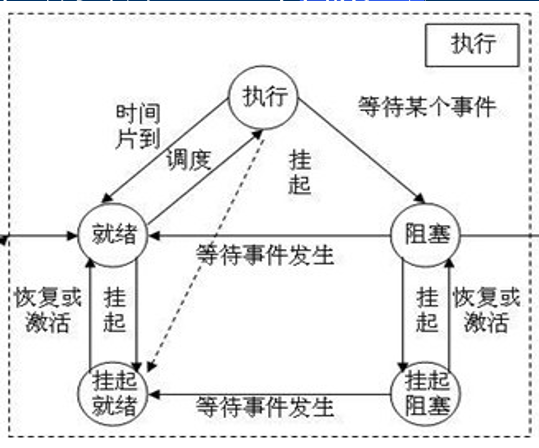 执行
执行
等待某个事件
时间
片到
调度
挂
起
就绪
阻塞
等待事件发生
恢复或
激活
挂
起
挂
起
恢复或
激活
挂起
就绪
挂起
阻塞
等待事件发生